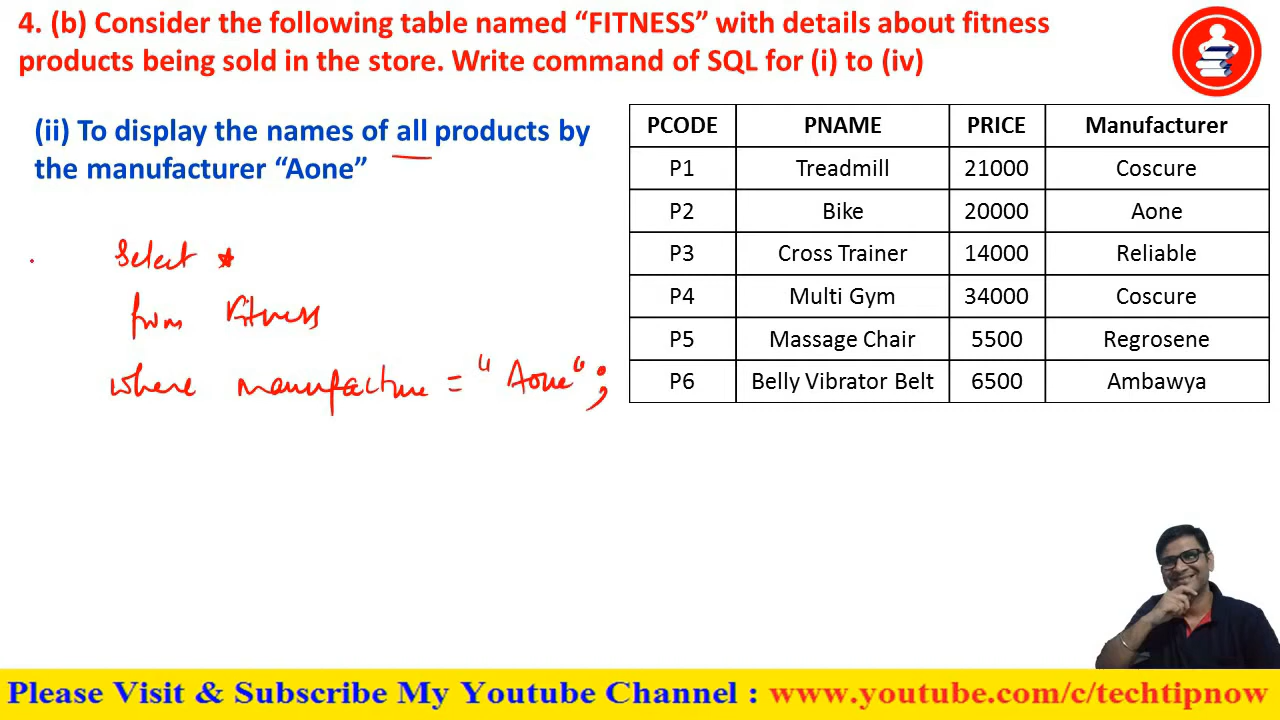 4. (b) Consider the following table named “FITNESS” with details about fitness
products being sold in the store. Write command of SQL for (i) to (iv)
(ii) To display the names of all products by
the manufacturer “Aone”
Select *
from Fitness
where manufacture = "Aone";
PCODE PNAME PRICE Manufacturer
P1 Treadmill 21000 Coscure
P2 Bike 20000 Aone
P3 Cross Trainer 14000 Reliable
P4 Multi Gym 34000 Coscure
P5 Massage Chair 5500 Regrosene
P6 Belly Vibrator Belt 6500 Ambawya
Please Visit & Subscribe My Youtube Channel : www.youtube.com/c/techtipnow